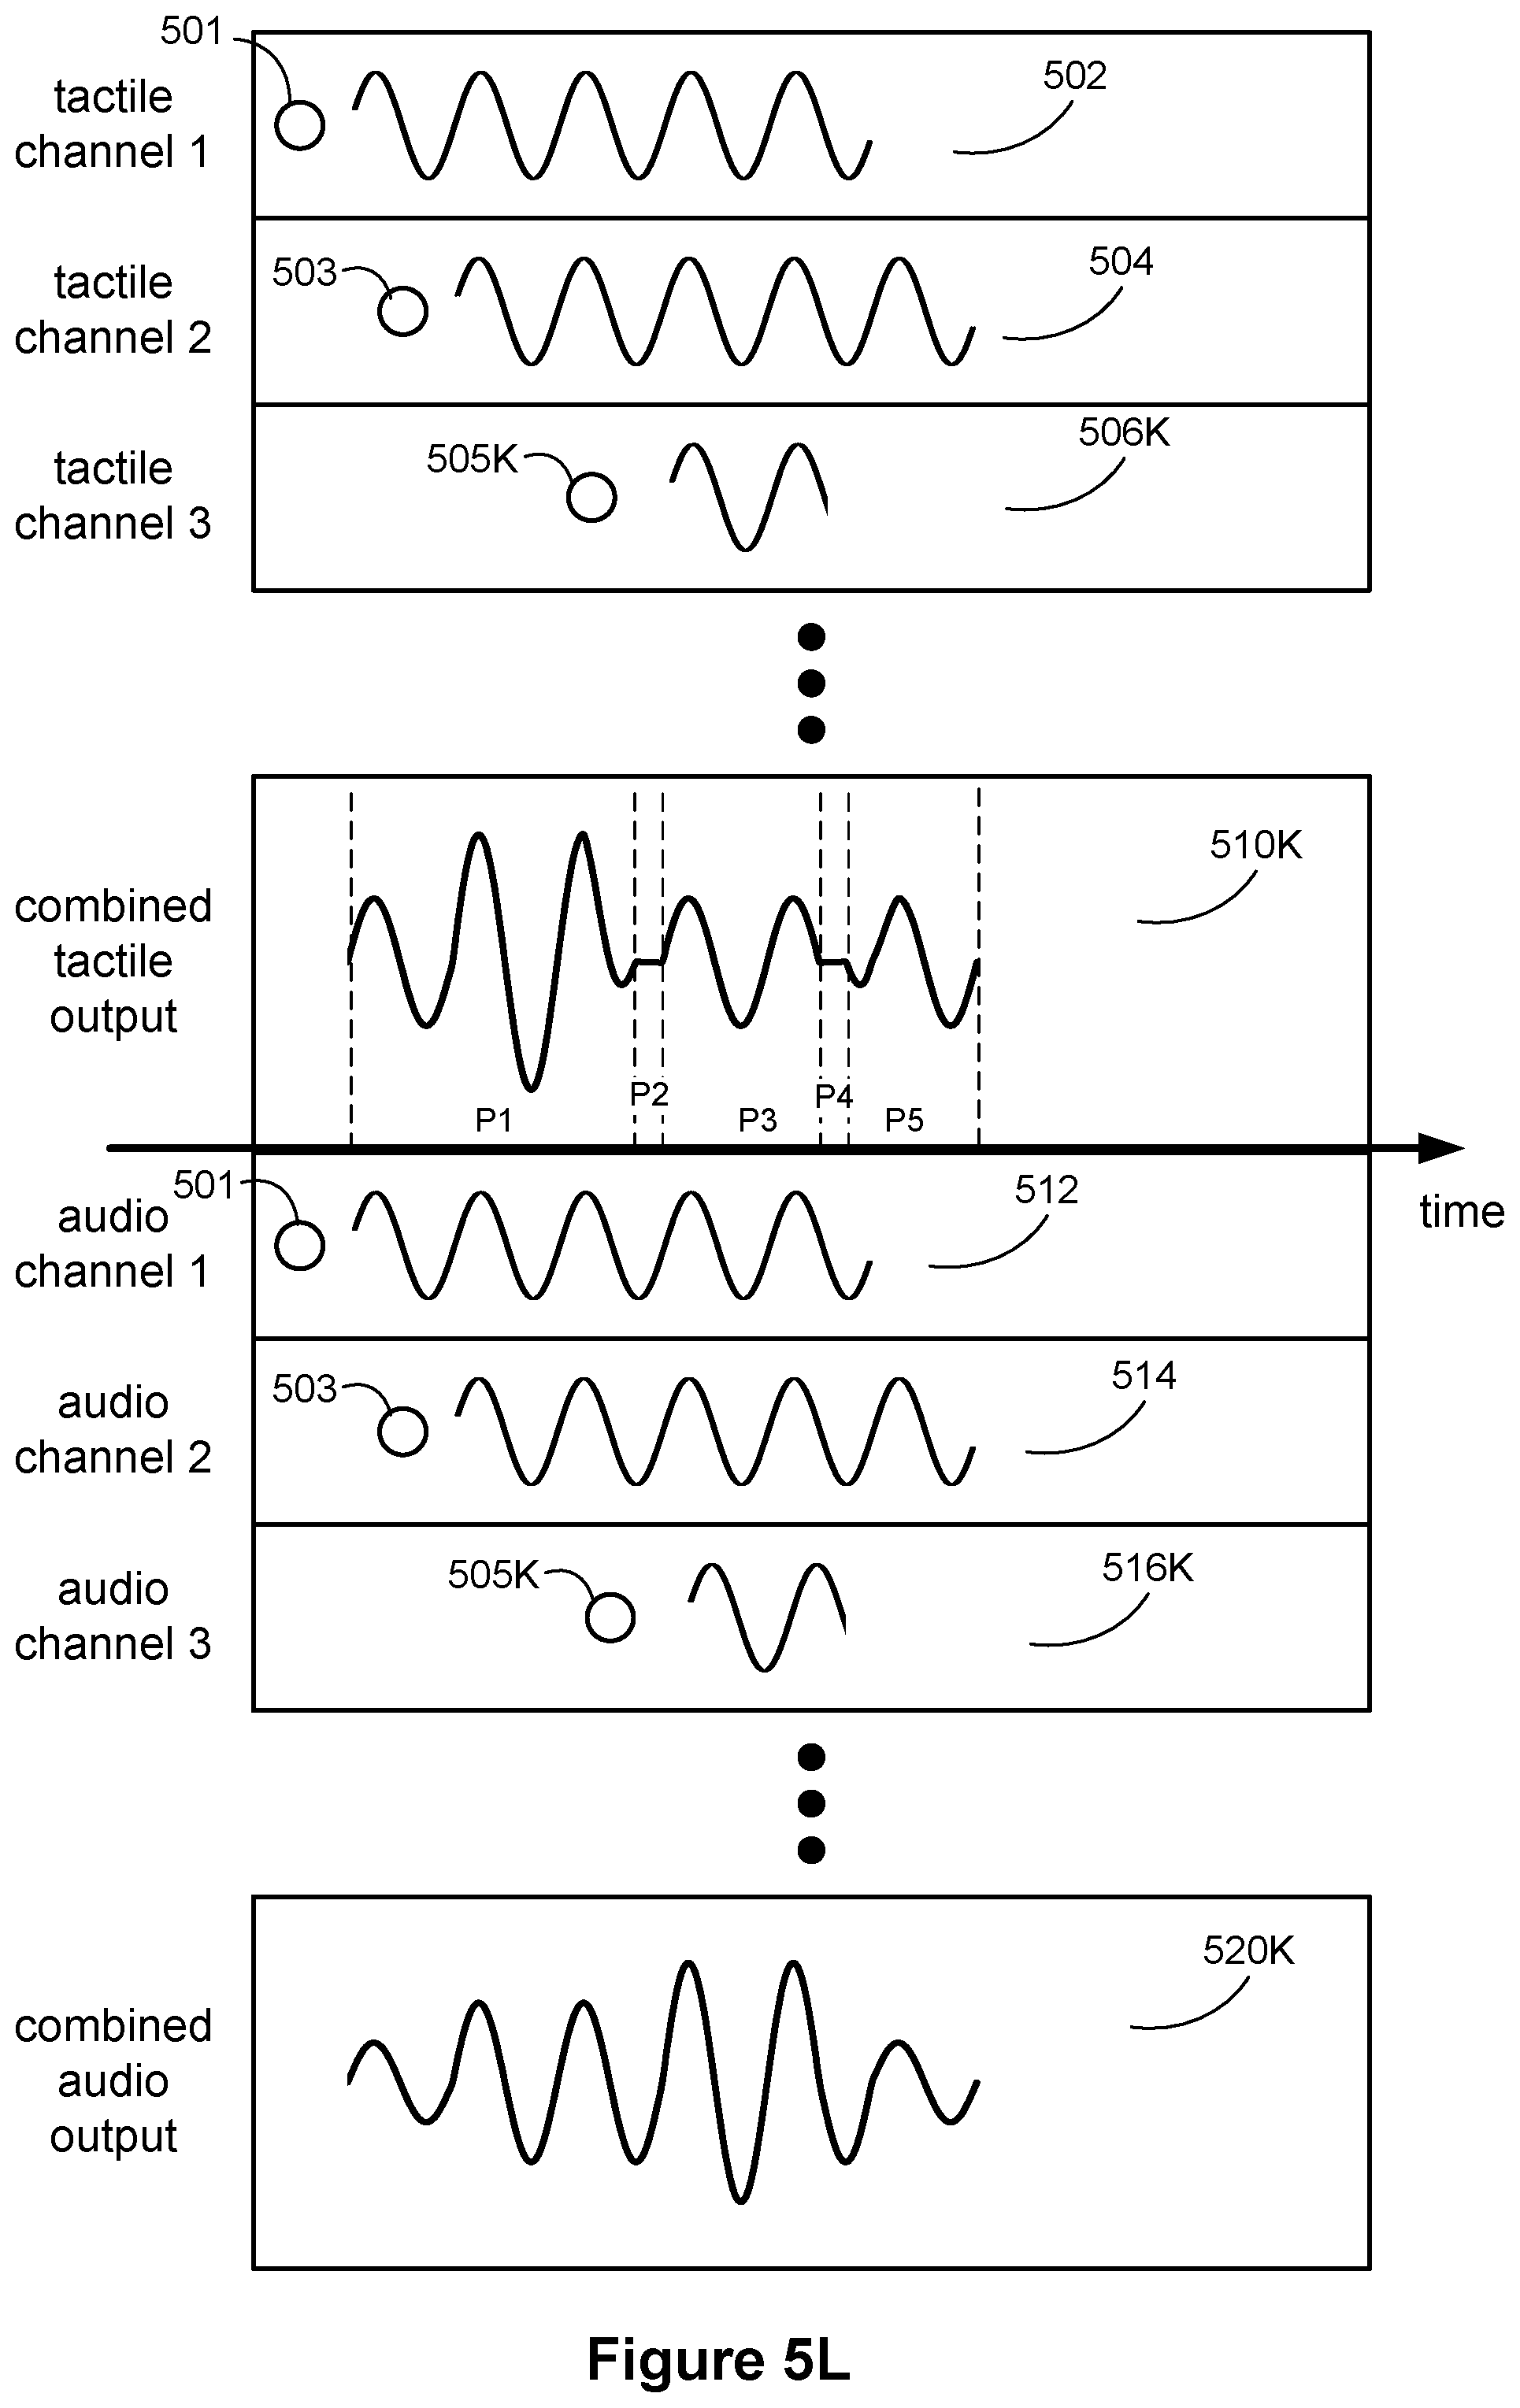 501
tactile
channel 1
502
503
tactile
channel 2
504
505K
tactile
channel 3
506K
combined
tactile
output
510K
P1
P2
P3
P4
P5
time
501
audio
channel 1
512
503
audio
channel 2
514
505K
audio
channel 3
516K
combined
audio
output
520K
Figure 5L